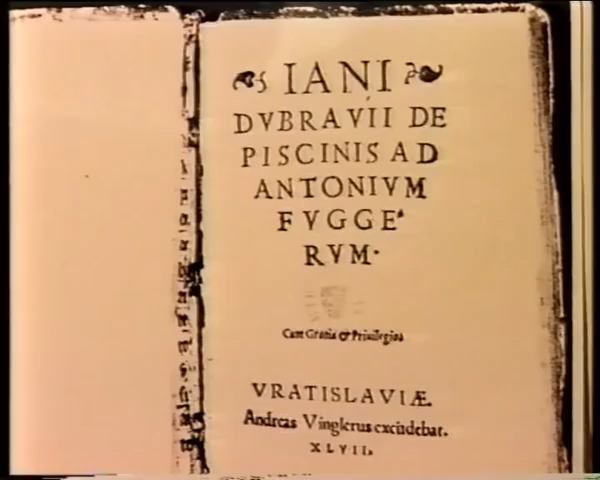 IANI
DVBRAVII DE
PISCINIS AD
ANTONIVM
FVGGE
RVM.
Cum Gratia & Priuilegio
VRATISLAVIÆ.
Andreas Vinglerus excudebat.
XLVII.